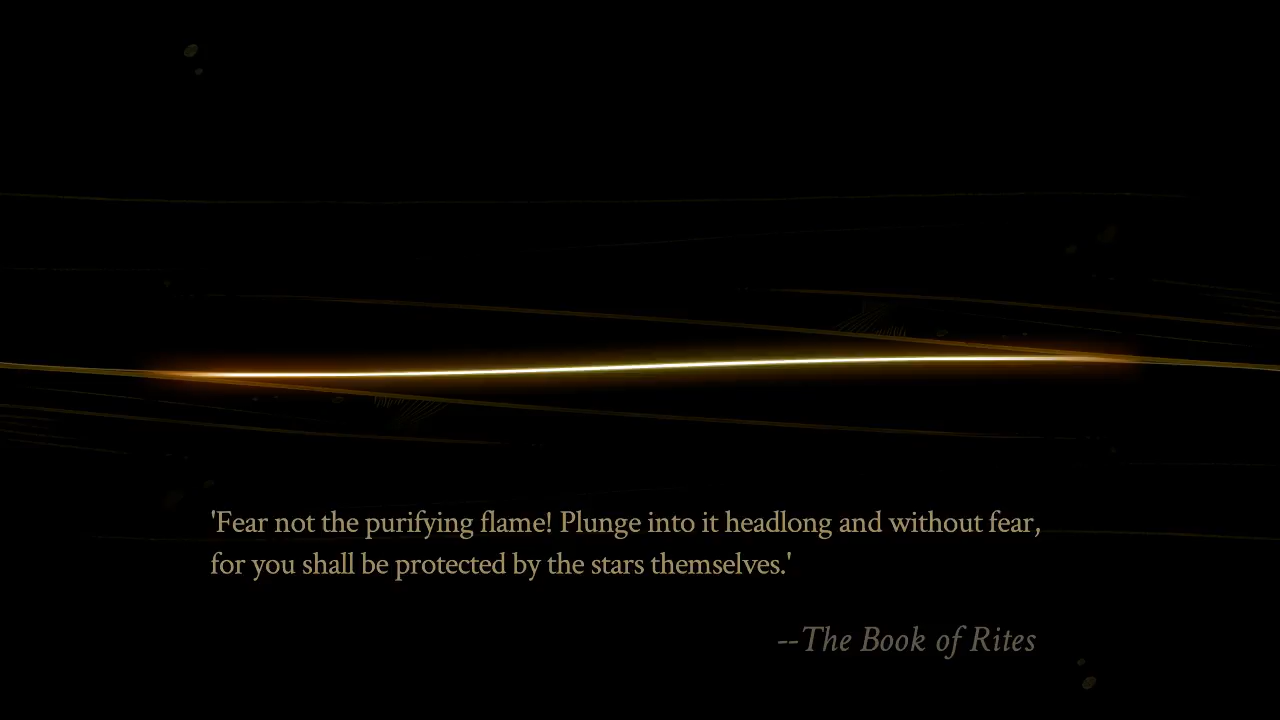 'Fear not the purifying flame! Plunge into it headlong and without fear,
for you shall be protected by the stars themselves.'
--The Book of Rites